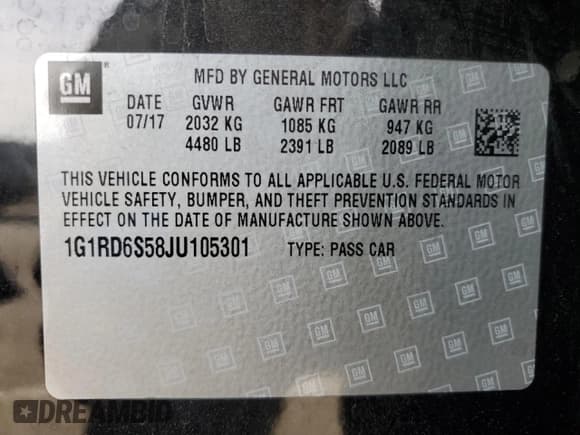 GM ® MFD BY GENERAL MOTORS LLC
DATE GVWR GAWR FRT GAWR RR
07/17 2032 KG 1085 KG 947 KG
4480 LB 2391 LB 2089 LB
THIS VEHICLE CONFORMS TO ALL APPLICABLE U.S. FEDERAL MOTOR
VEHICLE SAFETY, BUMPER, AND THEFT PREVENTION STANDARDS IN
EFFECT ON THE DATE OF MANUFACTURE SHOWN ABOVE.
1G1RD6S58JU105301 TYPE: PASS CAR
DREAMBID